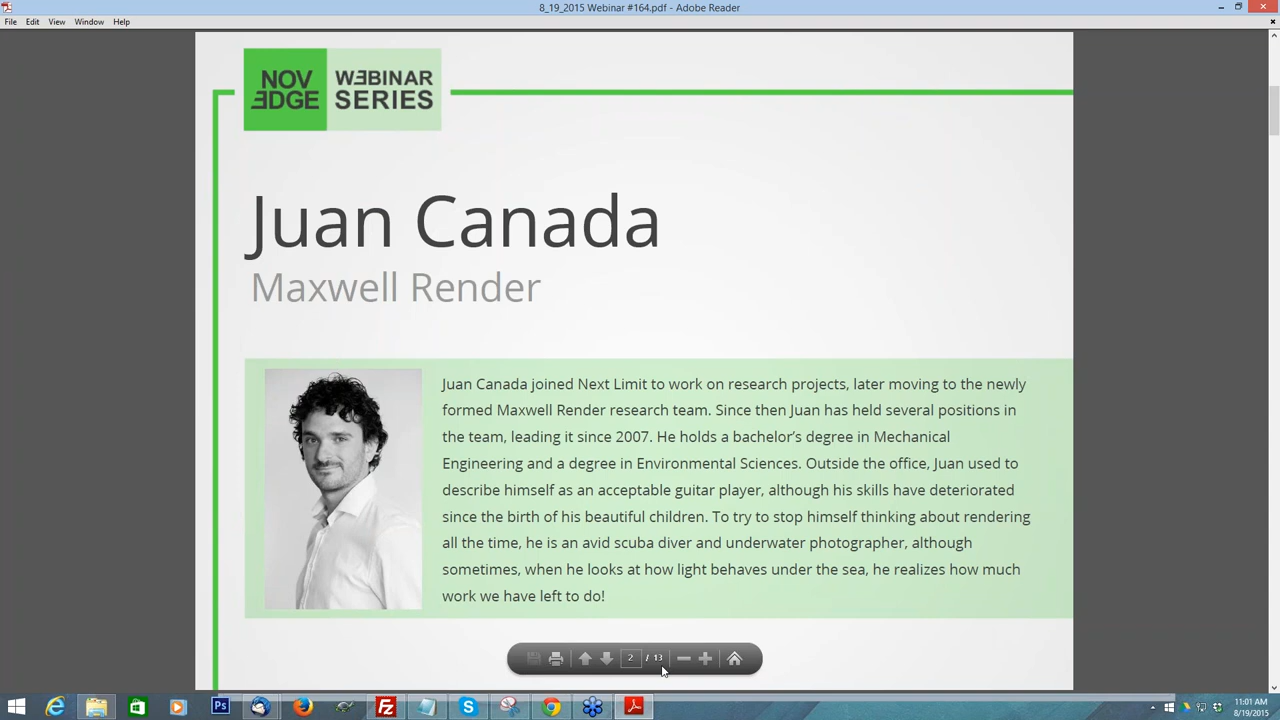 8_19_2015 Webinar #164.pdf - Adobe Reader
File Edit View Window Help
NOV
ƎDGE
WƎBINAR
SERIES
Juan Canada
Maxwell Render
Juan Canada joined Next Limit to work on research projects, later moving to the newly
formed Maxwell Render research team. Since then Juan has held several positions in
the team, leading it since 2007. He holds a bachelor’s degree in Mechanical
Engineering and a degree in Environmental Sciences. Outside the office, Juan used to
describe himself as an acceptable guitar player, although his skills have deteriorated
since the birth of his beautiful children. To try to stop himself thinking about rendering
all the time, he is an avid scuba diver and underwater photographer, although
sometimes, when he looks at how light behaves under the sea, he realizes how much
work we have left to do!
2 / 13
Ps
Fz
S
11:01 AM
8/19/2015